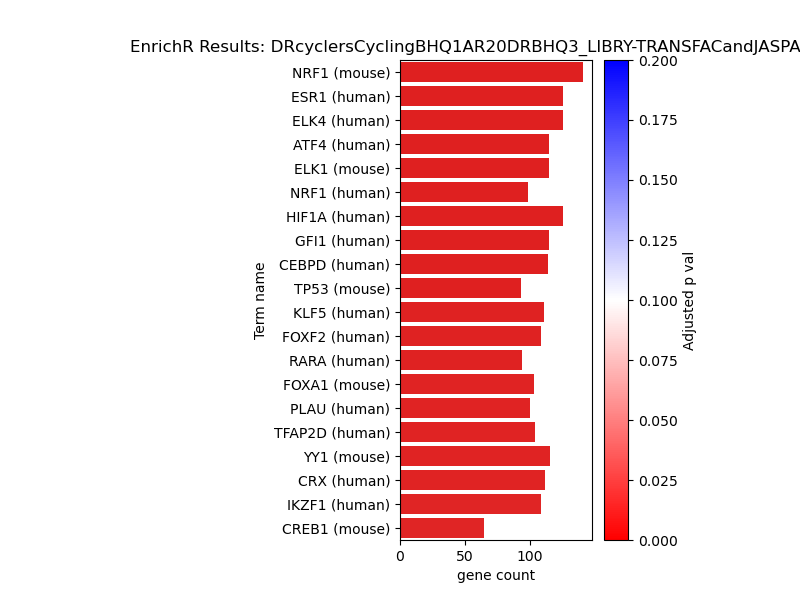 EnrichR Results: DRcyclersCyclingBHQ1AR20DRBHQ3_LIBRY-TRANSFACandJASPA
NRF1 (mouse)
ESR1 (human)
ELK4 (human)
ATF4 (human)
ELK1 (mouse)
NRF1 (human)
HIF1A (human)
GFI1 (human)
CEBPD (human)
TP53 (mouse)
KLF5 (human)
FOXF2 (human)
RARA (human)
FOXA1 (mouse)
PLAU (human)
TFAP2D (human)
YY1 (mouse)
CRX (human)
IKZF1 (human)
CREB1 (mouse)
Term name
0 50 100
gene count
0.200
0.175
0.150
0.125
0.100
0.075
0.050
0.025
0.000
Adjusted p val